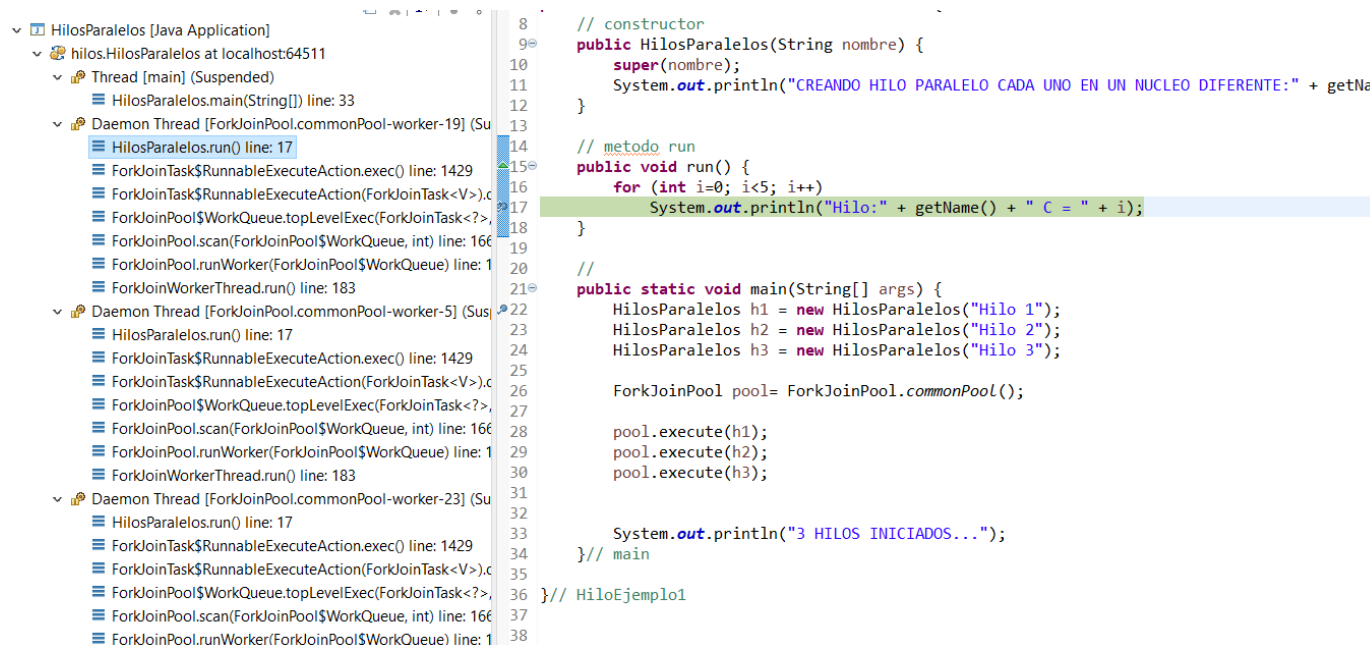 HilosParalelos [Java Application]
hilos.HilosParalelos at localhost:64511
Thread [main] (Suspended)
HilosParalelos.main(String[]) line: 33
Daemon Thread [ForkJoinPool.commonPool-worker-19] (Su
HilosParalelos.run() line: 17
ForkJoinTask$RunnableExecuteAction.exec() line: 1429
ForkJoinTask$RunnableExecuteAction(ForkJoinTask<V>).c
ForkJoinPool$WorkQueue.topLevelExec(ForkJoinTask<?>,
ForkJoinPool.scan(ForkJoinPool$WorkQueue, int) line: 166
ForkJoinPool.runWorker(ForkJoinPool$WorkQueue) line: 1
ForkJoinWorkerThread.run() line: 183
Daemon Thread [ForkJoinPool.commonPool-worker-5] (Sus
HilosParalelos.run() line: 17
ForkJoinTask$RunnableExecuteAction.exec() line: 1429
ForkJoinTask$RunnableExecuteAction(ForkJoinTask<V>).c
ForkJoinPool$WorkQueue.topLevelExec(ForkJoinTask<?>,
ForkJoinPool.scan(ForkJoinPool$WorkQueue, int) line: 166
ForkJoinPool.runWorker(ForkJoinPool$WorkQueue) line: 1
ForkJoinWorkerThread.run() line: 183
Daemon Thread [ForkJoinPool.commonPool-worker-23] (Su
HilosParalelos.run() line: 17
ForkJoinTask$RunnableExecuteAction.exec() line: 1429
ForkJoinTask$RunnableExecuteAction(ForkJoinTask<V>).c
ForkJoinPool$WorkQueue.topLevelExec(ForkJoinTask<?>,
ForkJoinPool.scan(ForkJoinPool$WorkQueue, int) line: 166
ForkJoinPool.runWorker(ForkJoinPool$WorkQueue) line: 1
8 // constructor
9 public HilosParalelos(String nombre) {
10 super(nombre);
11 System.out.println("CREANDO HILO PARALELO CADA UNO EN UN NUCLEO DIFERENTE:" + getNa
12 }
13
14 // metodo run
15 public void run() {
16 for (int i=0; i<5; i++)
17 System.out.println("Hilo:" + getName() + " C = " + i);
18 }
19
20 //
21 public static void main(String[] args) {
22 HilosParalelos h1 = new HilosParalelos("Hilo 1");
23 HilosParalelos h2 = new HilosParalelos("Hilo 2");
24 HilosParalelos h3 = new HilosParalelos("Hilo 3");
25
26 ForkJoinPool pool= ForkJoinPool.commonPool();
27
28 pool.execute(h1);
29 pool.execute(h2);
30 pool.execute(h3);
31
32
33 System.out.println("3 HILOS INICIADOS...");
34 }// main
35
36 }// HiloEjemplo1
37
38